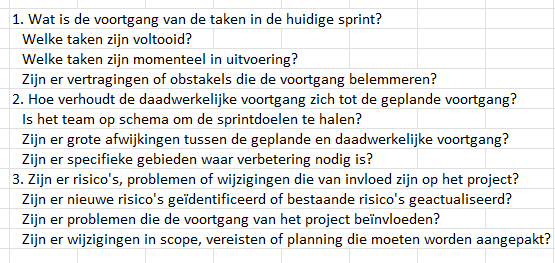 1. Wat is de voortgang van de taken in de huidige sprint?
Welke taken zijn voltooid?
Welke taken zijn momenteel in uitvoering?
Zijn er vertragingen of obstakels die de voortgang belemmeren?
2. Hoe verhoudt de daadwerkelijke voortgang zich tot de geplande voortgang?
Is het team op schema om de sprintdoelen te halen?
Zijn er grote afwijkingen tussen de geplande en daadwerkelijke voortgang?
Zijn er specifieke gebieden waar verbetering nodig is?
3. Zijn er risico's, problemen of wijzigingen die van invloed zijn op het project?
Zijn er nieuwe risico's geïdentificeerd of bestaande risico's geactualiseerd?
Zijn er problemen die de voortgang van het project beïnvloeden?
Zijn er wijzigingen in scope, vereisten of planning die moeten worden aangepakt?